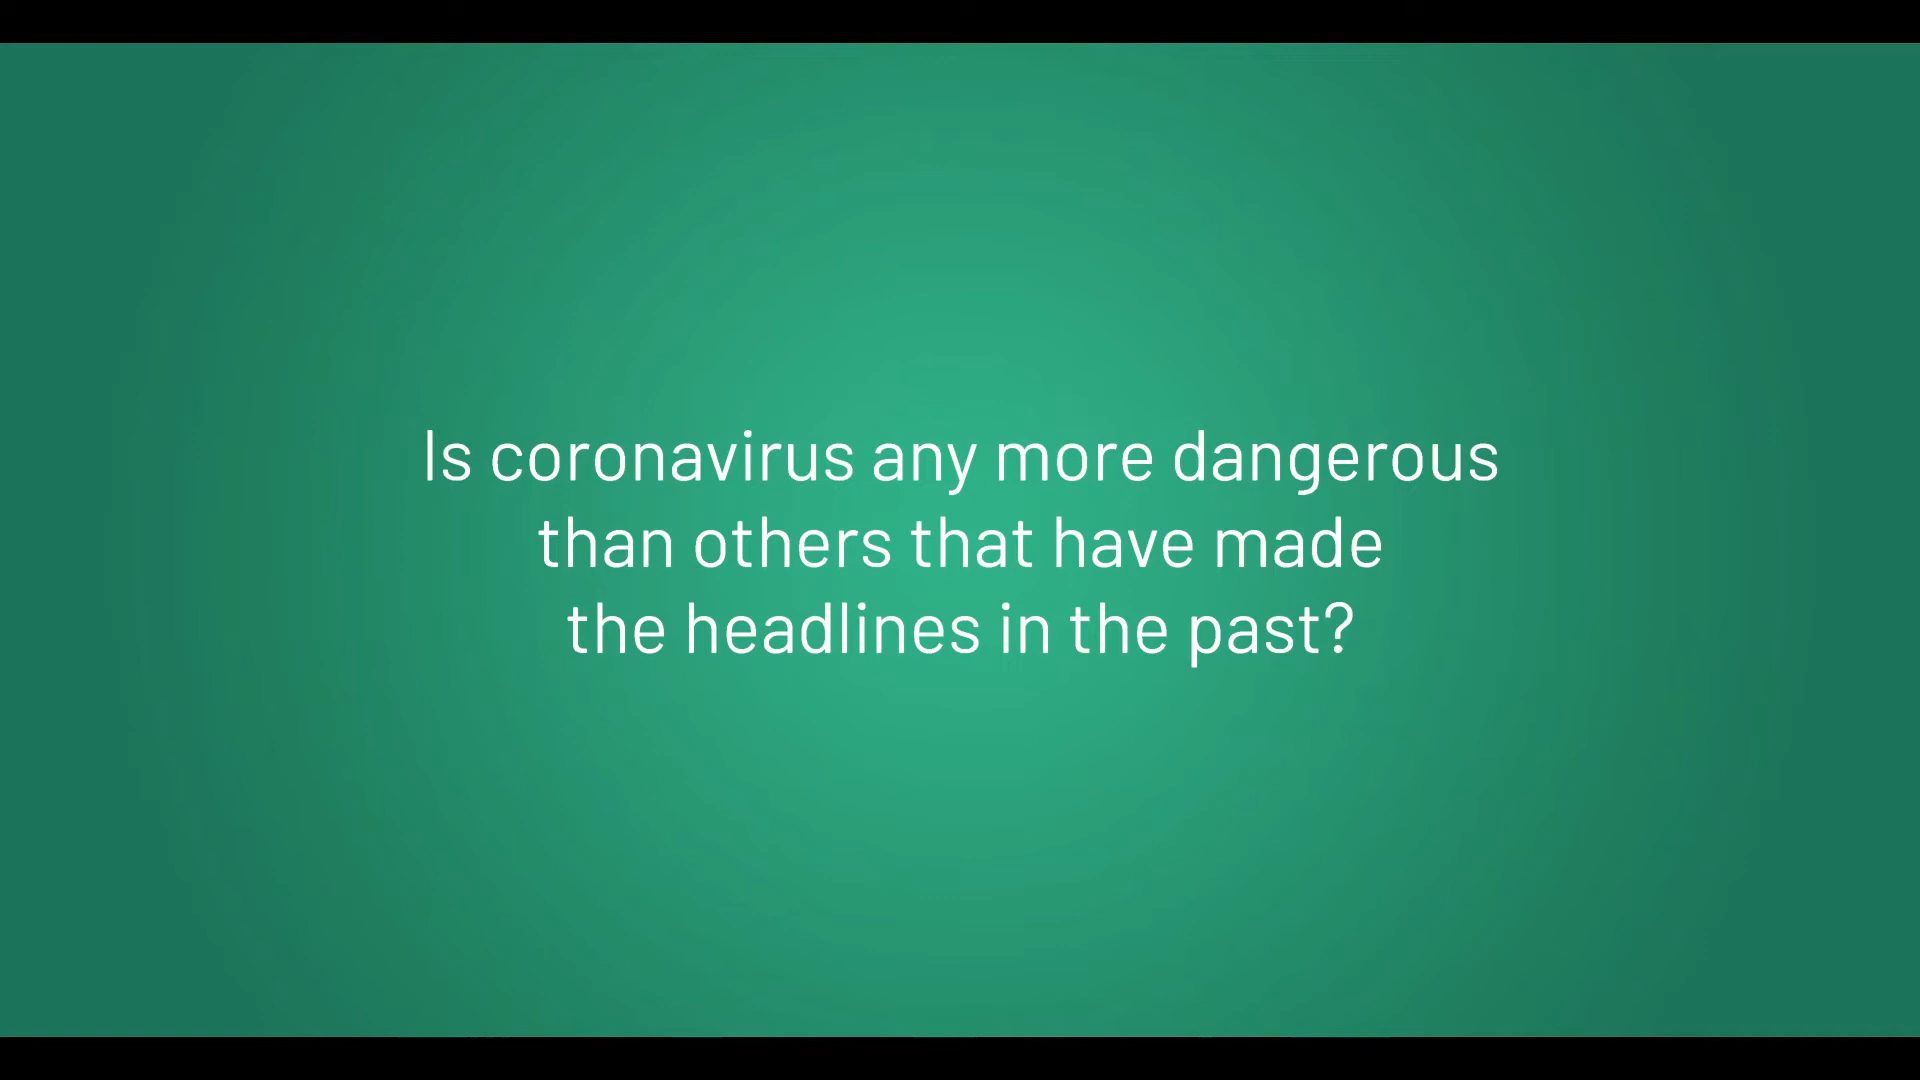 Is coronavirus any more dangerous
than others that have made
the headlines in the past?